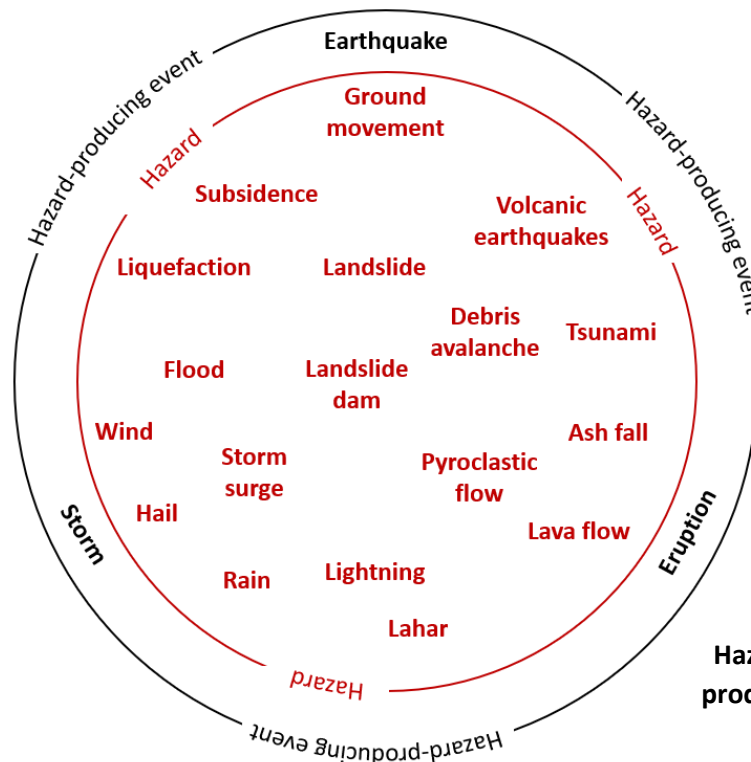 Earthquake
Hazard-producing event
Hazard-producing event
Ground
movement
Hazard
Hazard
Subsidence
Volcanic
earthquakes
Liquefaction
Landslide
Debris
avalanche
Tsunami
Flood
Landslide
dam
Wind
Ash fall
Storm
surge
Pyroclastic
flow
Hail
Lava flow
Storm
Eruption
Rain
Lightning
Lahar
Hazard
Hazard-producing event
Haz
prod